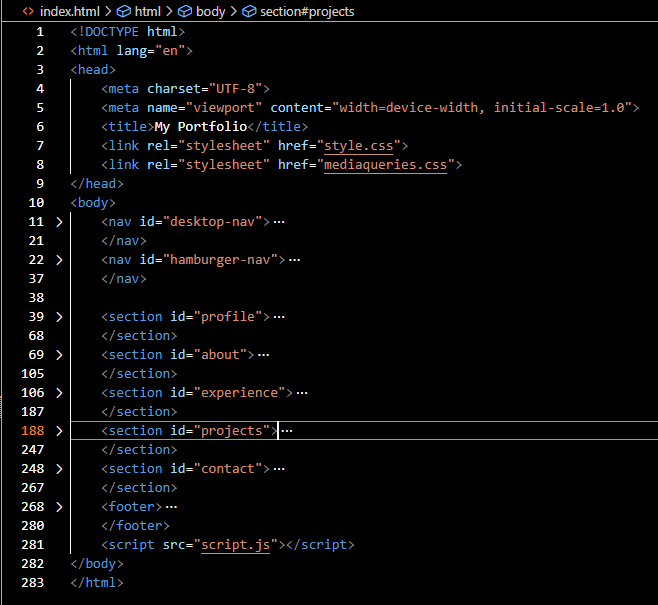 index.html > html > body > section#projects
1 <!DOCTYPE html>
2 <html lang="en">
3 <head>
4 <meta charset="UTF-8">
5 <meta name="viewport" content="width=device-width, initial-scale=1.0">
6 <title>My Portfolio</title>
7 <link rel="stylesheet" href="style.css">
8 <link rel="stylesheet" href="mediaqueries.css">
9 </head>
10 <body>
11 > <nav id="desktop-nav">···
21 </nav>
22 > <nav id="hamburger-nav">···
37 </nav>
38
39 > <section id="profile">···
68 </section>
69 > <section id="about">···
105 </section>
106 > <section id="experience">···
187 </section>
188 > <section id="projects">···
247 </section>
248 > <section id="contact">···
267 </section>
268 > <footer>···
280 </footer>
281 <script src="script.js"></script>
282 </body>
283 </html>